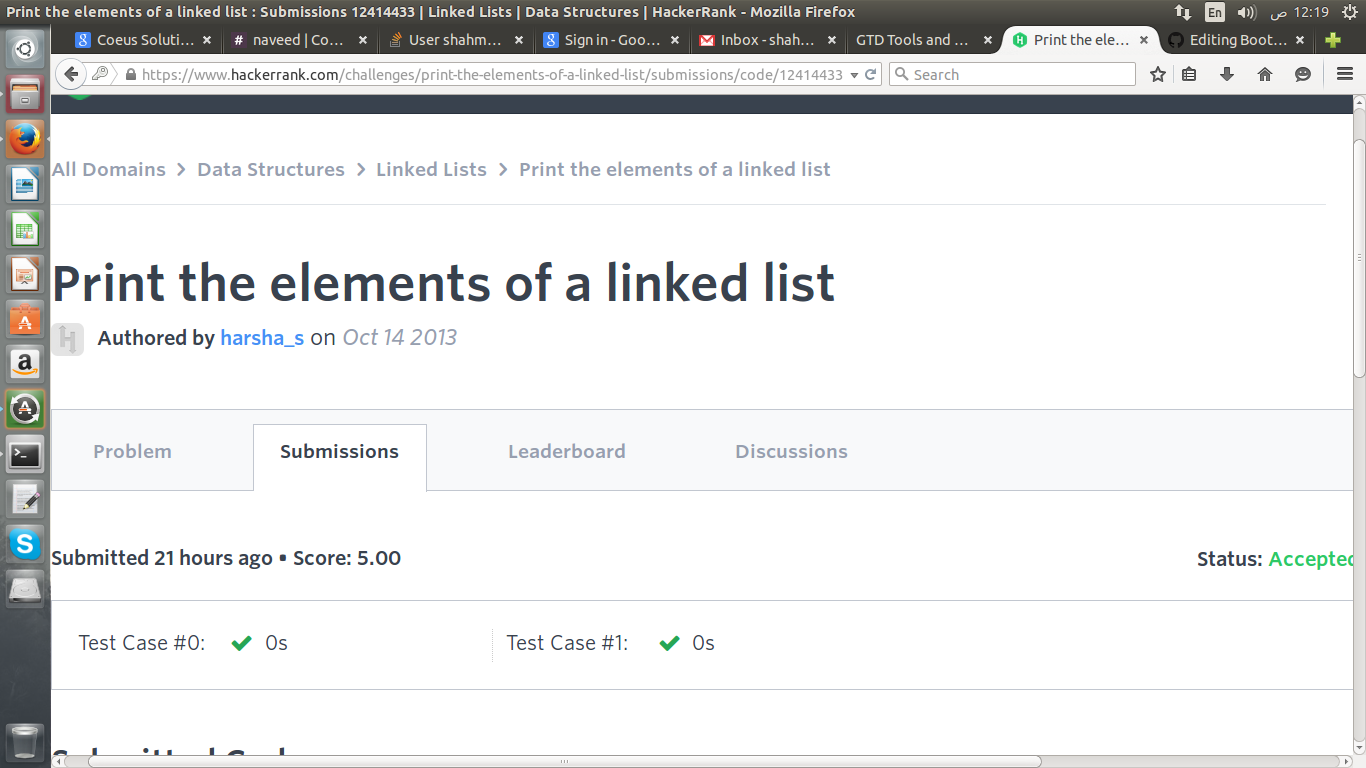 Print the elements of a linked list : Submissions 12414433 | Linked Lists | Data Structures | HackerRank - Mozilla Firefox
En
12:19 ص
Coeus Soluti... × naveed | Co... × User shahm... × Sign in - Goo... × Inbox - shah... × GTD Tools and ... × Print the ele... × Editing Boot... ×
https://www.hackerrank.com/challenges/print-the-elements-of-a-linked-list/submissions/code/12414433
Search
All Domains > Data Structures > Linked Lists > Print the elements of a linked list
Print the elements of a linked list
H Authored by harsha_s on Oct 14 2013
Problem Submissions Leaderboard Discussions
Submitted 21 hours ago • Score: 5.00 Status: Accepted
Test Case #0: ✔ 0s Test Case #1: ✔ 0s